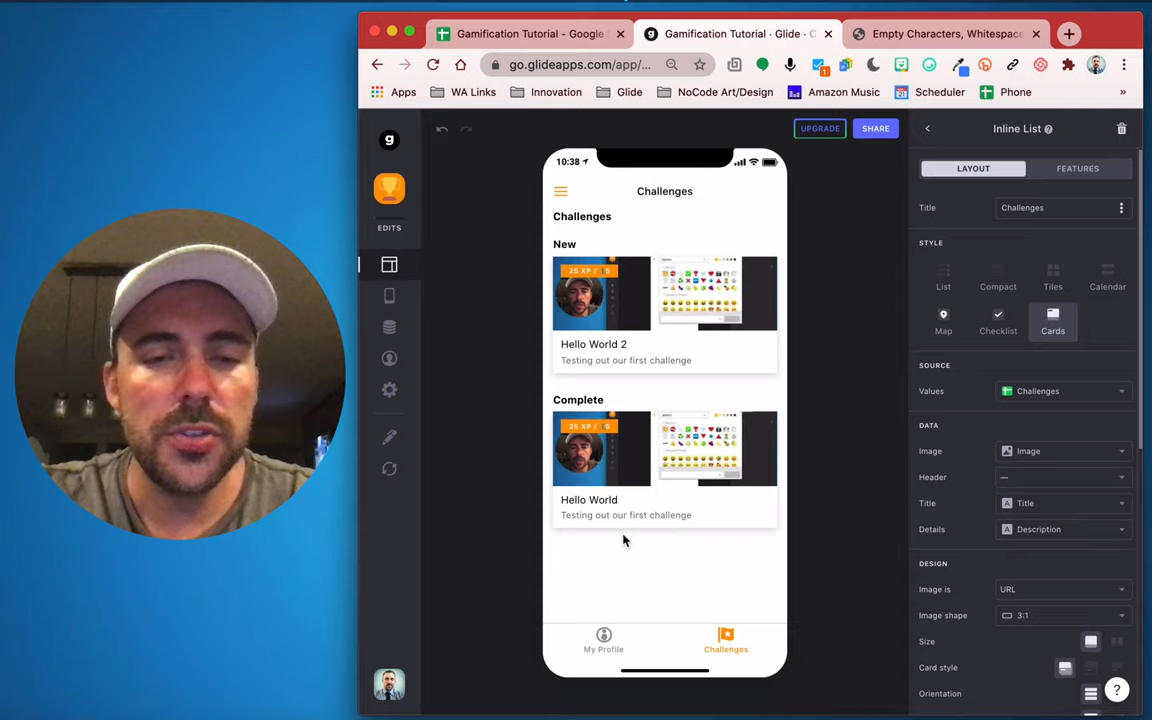 Gamification Tutorial - Google
Gamification Tutorial · Glide · C
Empty Characters, Whitespace
go.glideapps.com/app/...
1
Apps
WA Links
Innovation
Glide
NoCode Art/Design
Amazon Music
Scheduler
Phone
»
g
EDITS
UPGRADE
SHARE
10:38
Challenges
Challenges
New
25 XP /
5
Hello World 2
Testing out our first challenge
Complete
25 XP /
5
Hello World
Testing out our first challenge
My Profile
Challenges
Inline List
LAYOUT
FEATURES
Title
Challenges
STYLE
List
Compact
Tiles
Calendar
Map
Checklist
Cards
SOURCE
Values
Challenges
DATA
Image
Image
Header
—
Title
A Title
Details
A Description
DESIGN
Image is
URL
Image shape
3:1
Size
Card style
Orientation
?